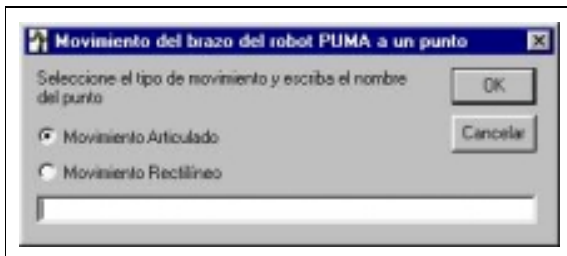 Movimiento del brazo del robot PUMA a un punto
Seleccione el tipo de movimiento y escriba el nombre
del punto
OK
Movimiento Articulado
Cancelar
Movimiento Rectilíneo